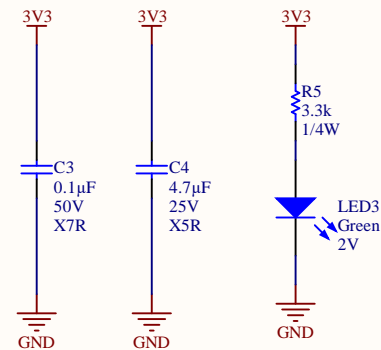 3V3
3V3
3V3
C3
0.1µF
50V
X7R
C4
4.7µF
25V
X5R
R5
3.3k
1/4W
LED3
Green
2V
GND
GND
GND